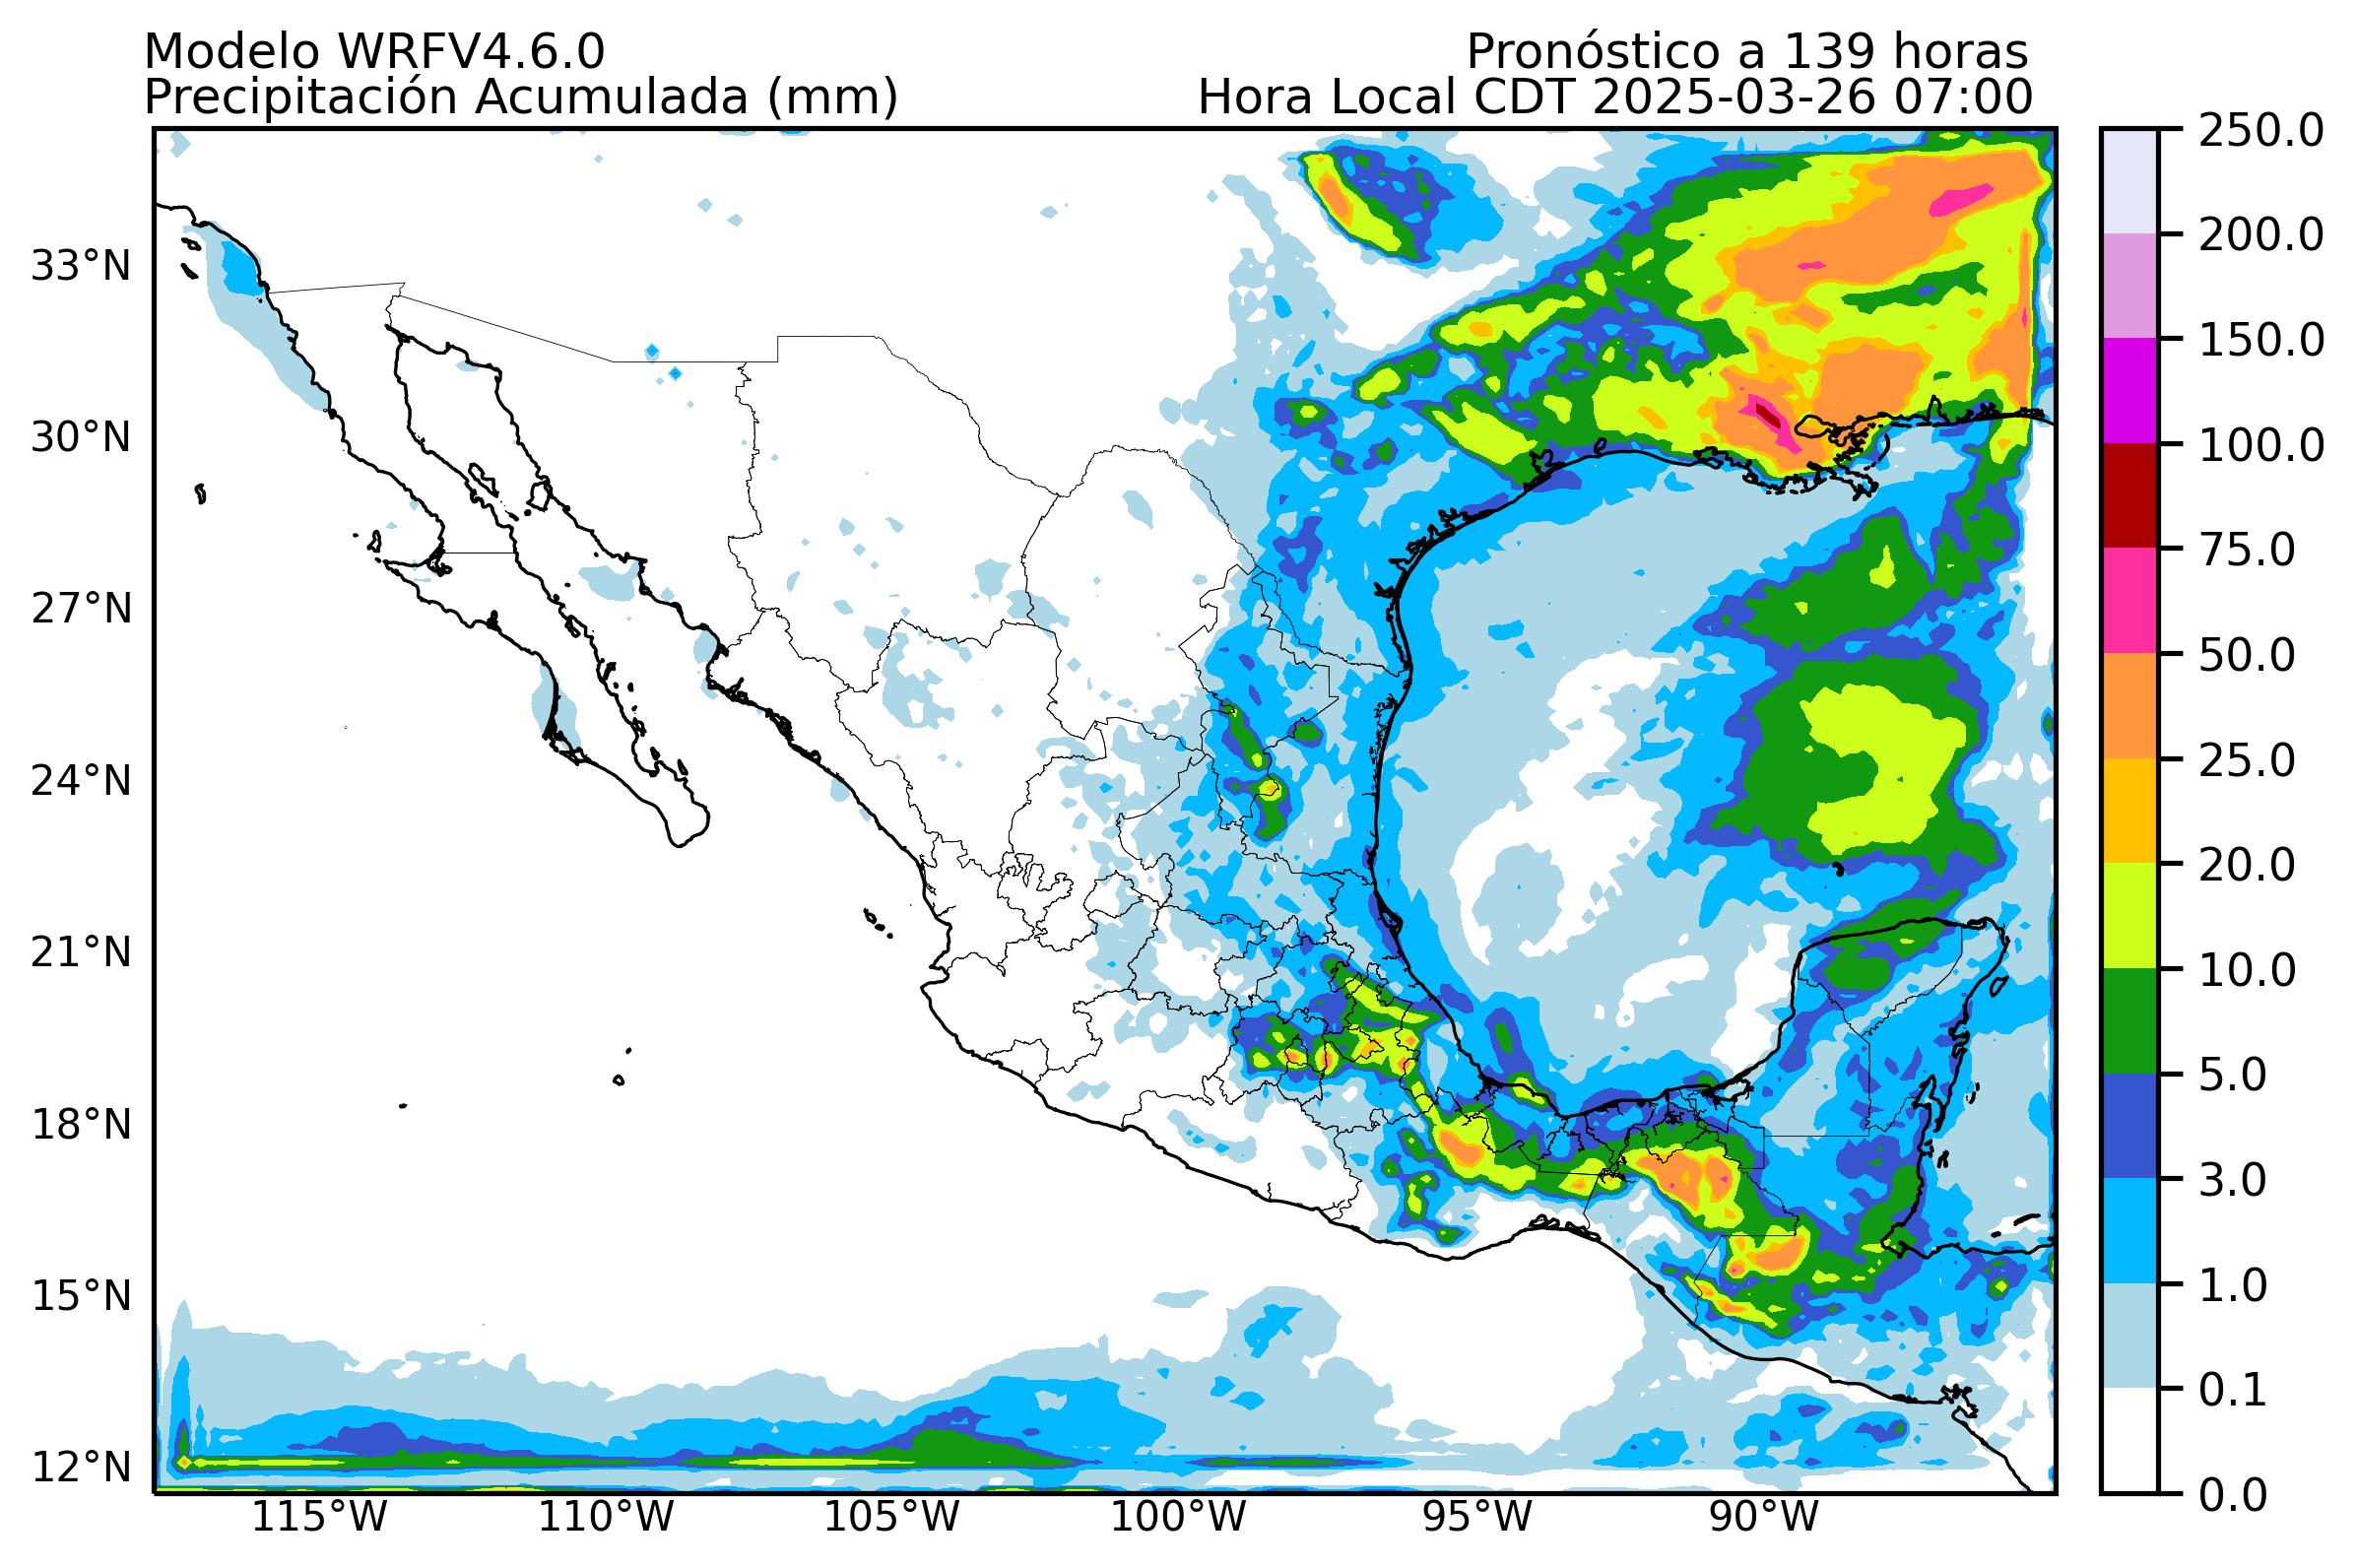 Modelo WRFV4.6.0
Pronóstico a 139 horas
Precipitación Acumulada (mm)
Hora Local CDT 2025-03-26 07:00
33°N
30°N
27°N
24°N
21°N
18°N
15°N
12°N
115°W
110°W
105°W
100°W
95°W
90°W
250.0
200.0
150.0
100.0
75.0
50.0
25.0
20.0
10.0
5.0
3.0
1.0
0.1
0.0